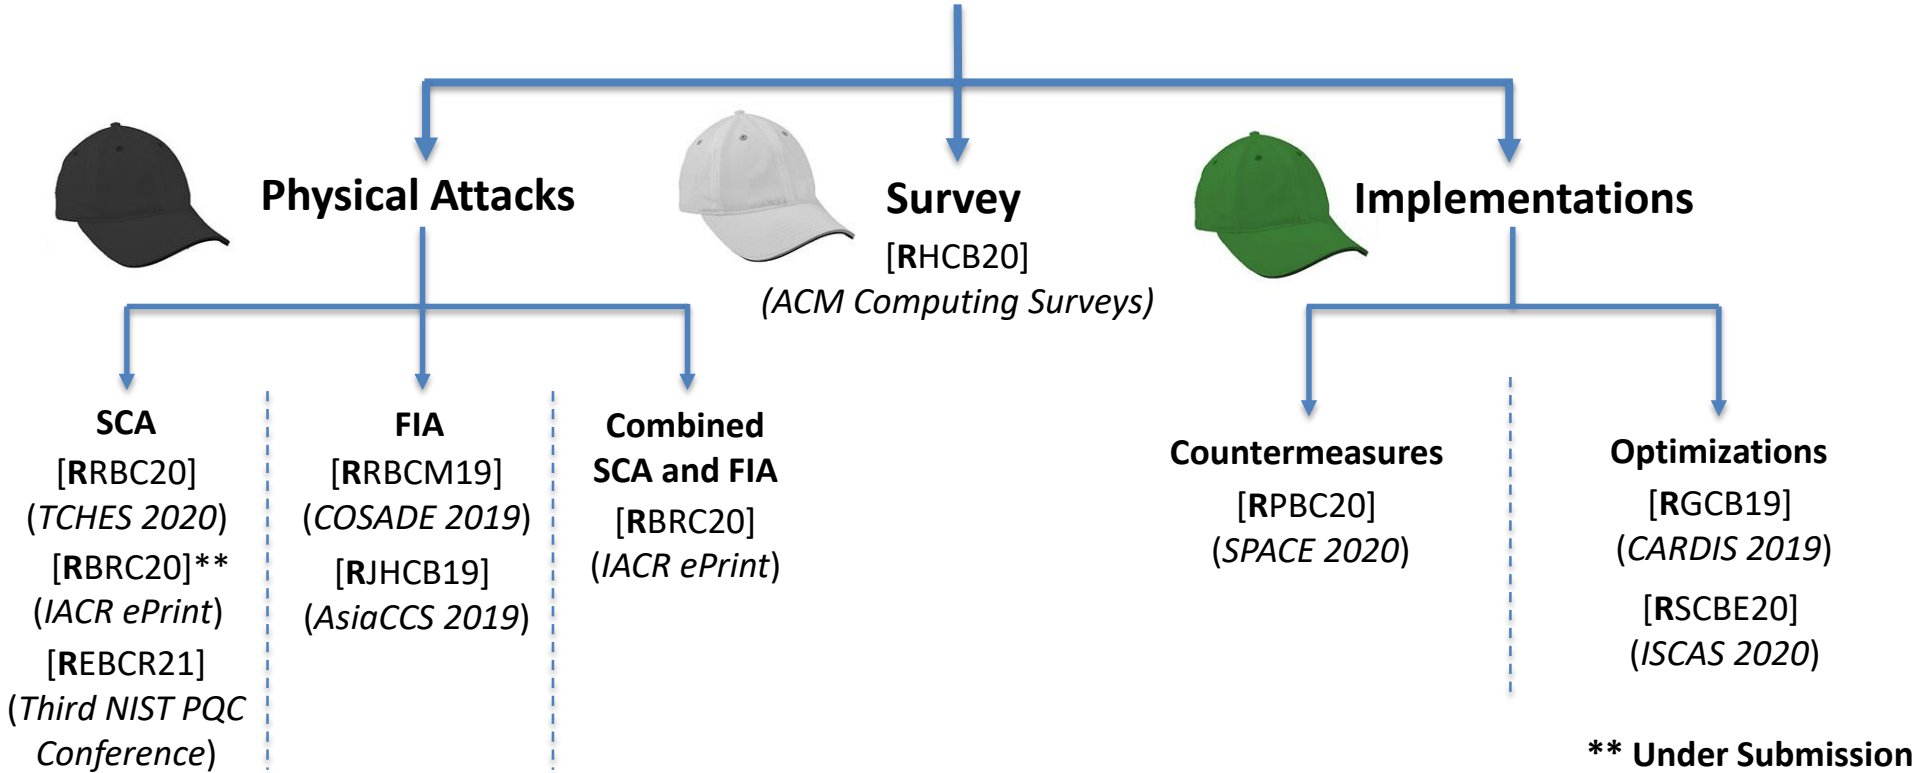 Physical Attacks
Survey
[RHCB20]
(ACM Computing Surveys)
Implementations
SCA
[RRBC20]
(TCHES 2020)
[RBRC20]**
(IACR ePrint)
[REBCR21]
(Third NIST PQC
Conference)
FIA
[RRBCM19]
(COSADE 2019)
[RJHCB19]
(AsiaCCS 2019)
Combined
SCA and FIA
[RBRC20]
(IACR ePrint)
Countermeasures
[RPBC20]
(SPACE 2020)
Optimizations
[RGCB19]
(CARDIS 2019)
[RSCBE20]
(ISCAS 2020)
** Under Submission